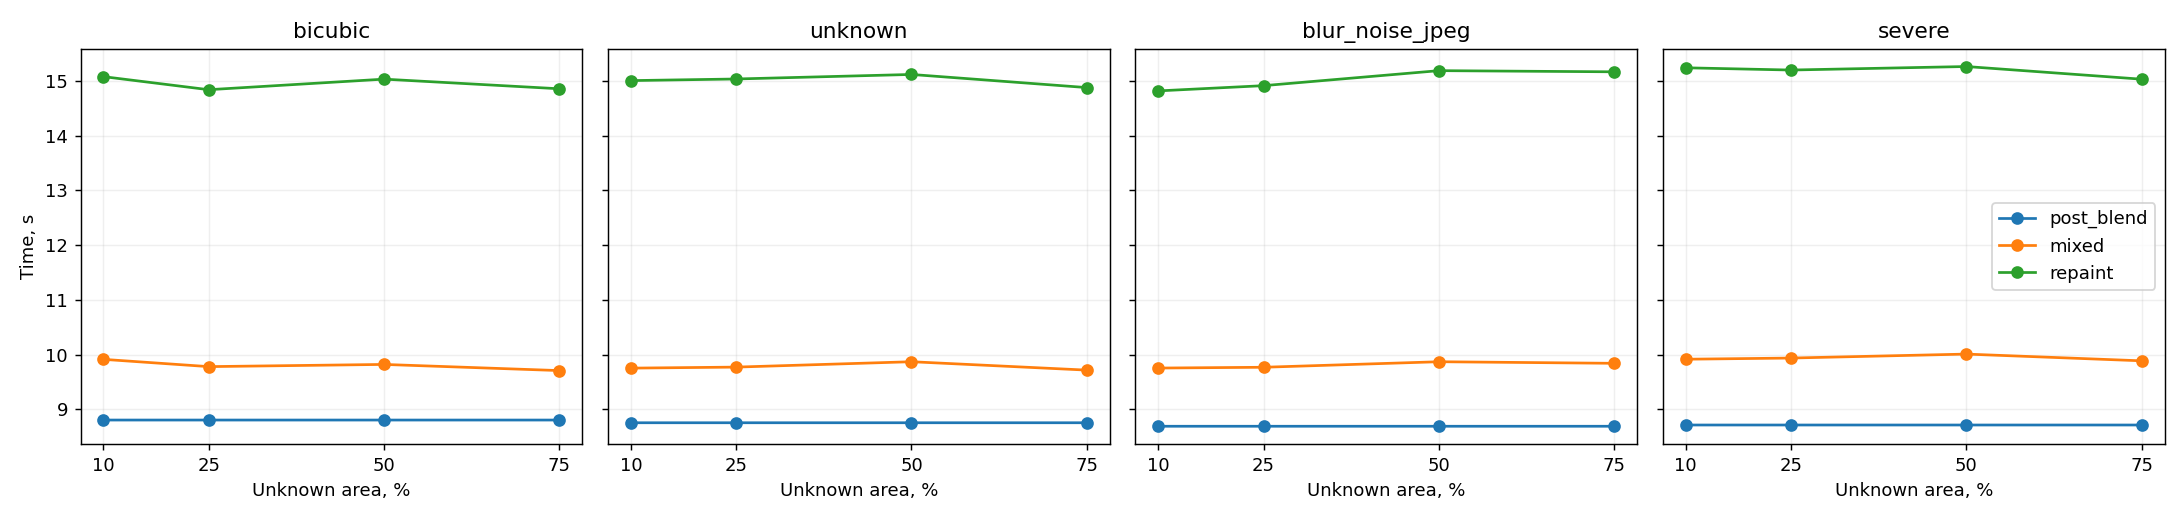 bicubic
unknown
blur_noise_jpeg
severe
Time, s
15
14
13
12
11
10
9
post_blend
mixed
repaint
10 25 50 75
10 25 50 75
10 25 50 75
10 25 50 75
Unknown area, %
Unknown area, %
Unknown area, %
Unknown area, %